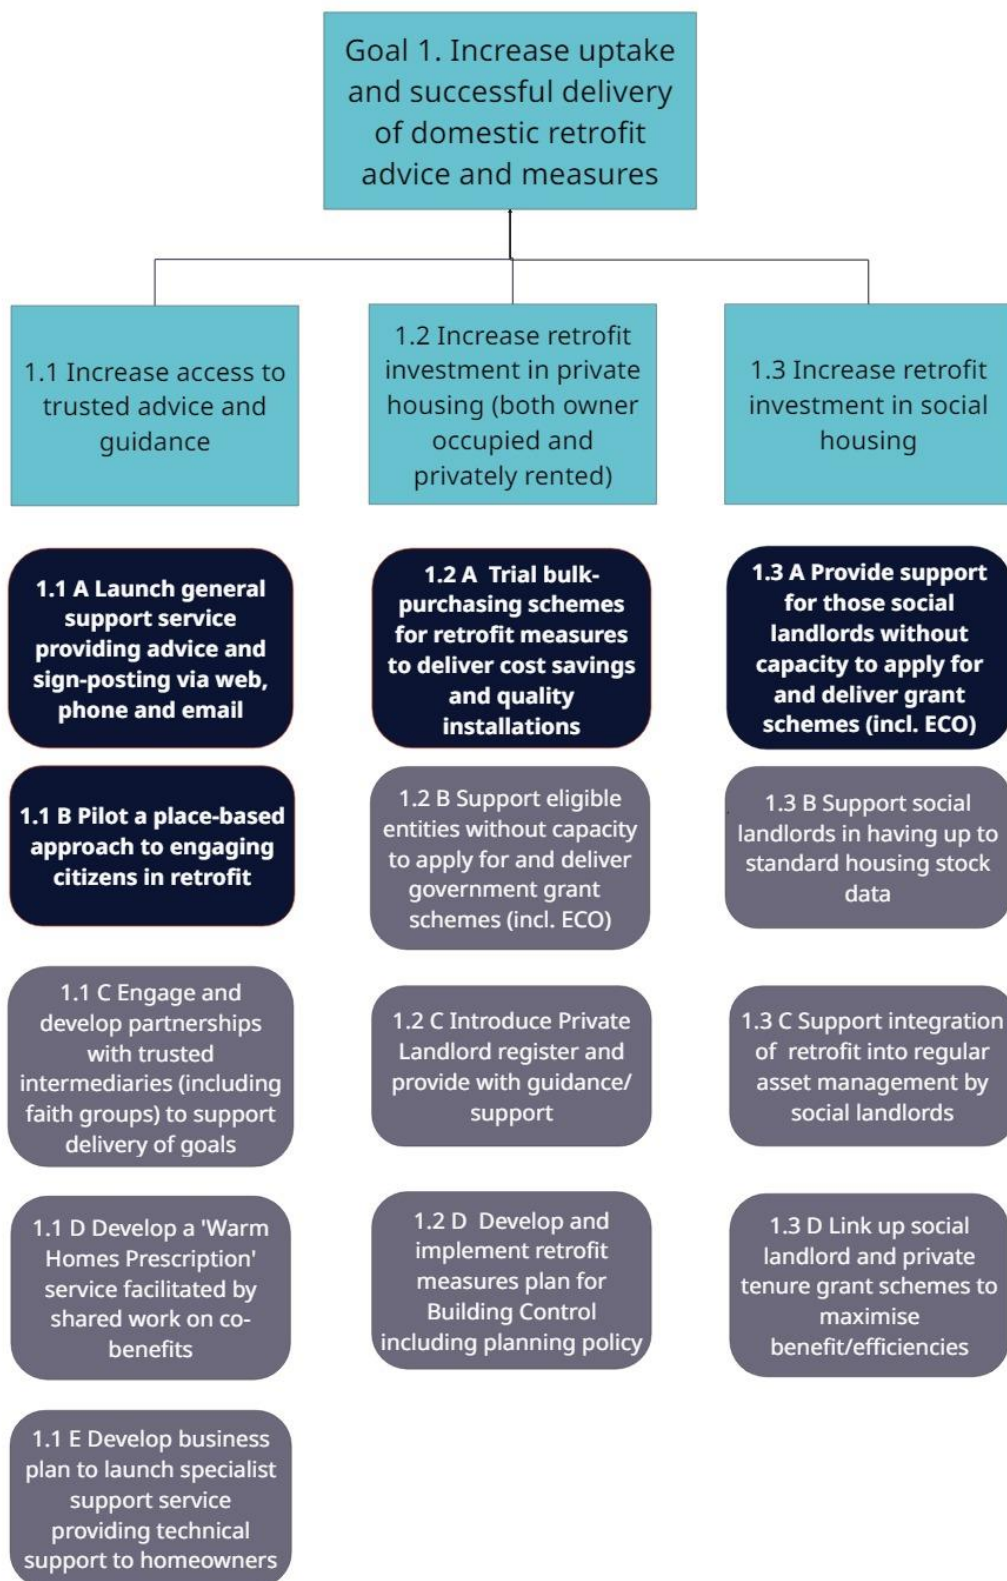 Goal 1. Increase uptake
and successful delivery
of domestic retrofit
advice and measures
1.1 Increase access to
trusted advice and
guidance
1.2 Increase retrofit
investment in private
housing (both owner
occupied and
privately rented)
1.3 Increase retrofit
investment in social
housing
1.1 A Launch general
support service
providing advice and
sign-posting via web,
phone and email
1.2 A Trial bulk-
purchasing schemes
for retrofit measures
to deliver cost savings
and quality
installations
1.3 A Provide support
for those social
landlords without
capacity to apply for
and deliver grant
schemes (incl. ECO)
1.1 B Pilot a place-based
approach to engaging
citizens in retrofit
1.2 B Support eligible
entities without capacity
to apply for and deliver
government grant
schemes (incl. ECO)
1.3 B Support social
landlords in having up to
standard housing stock
data
1.1 C Engage and
develop partnerships
with trusted
intermediaries (including
faith groups) to support
delivery of goals
1.2 C Introduce Private
Landlord register and
provide with guidance/
support
1.3 C Support integration
of retrofit into regular
asset management by
social landlords
1.1 D Develop a 'Warm
Homes Prescription'
service facilitated by
shared work on co-
benefits
1.2 D Develop and
implement retrofit
measures plan for
Building Control
including planning policy
1.3 D Link up social
landlord and private
tenure grant schemes to
maximise
benefit/efficiencies
1.1 E Develop business
plan to launch specialist
support service
providing technical
support to homeowners